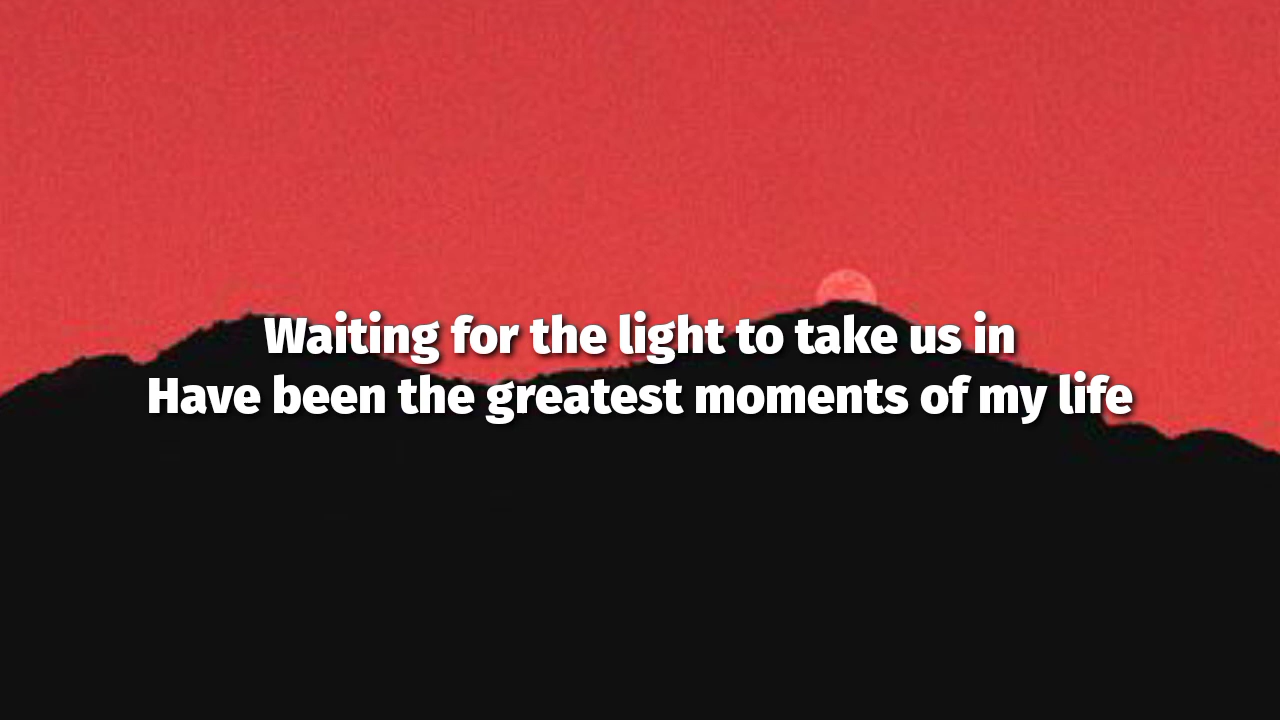 Waiting for the light to take us in
Have been the greatest moments of my life